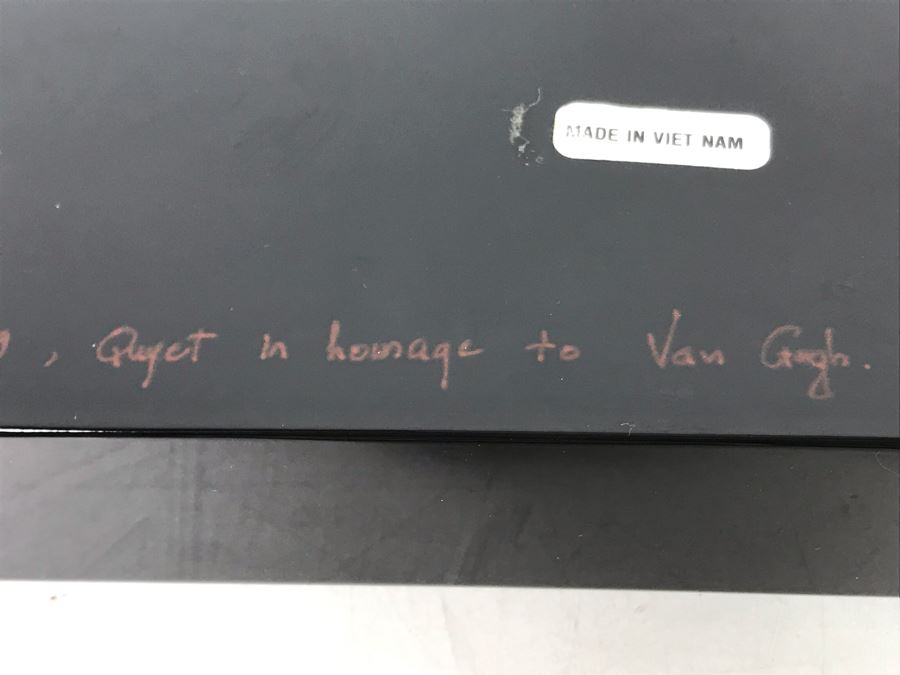 MADE IN VIET NAM
, Quyet in homage to Van Gogh.